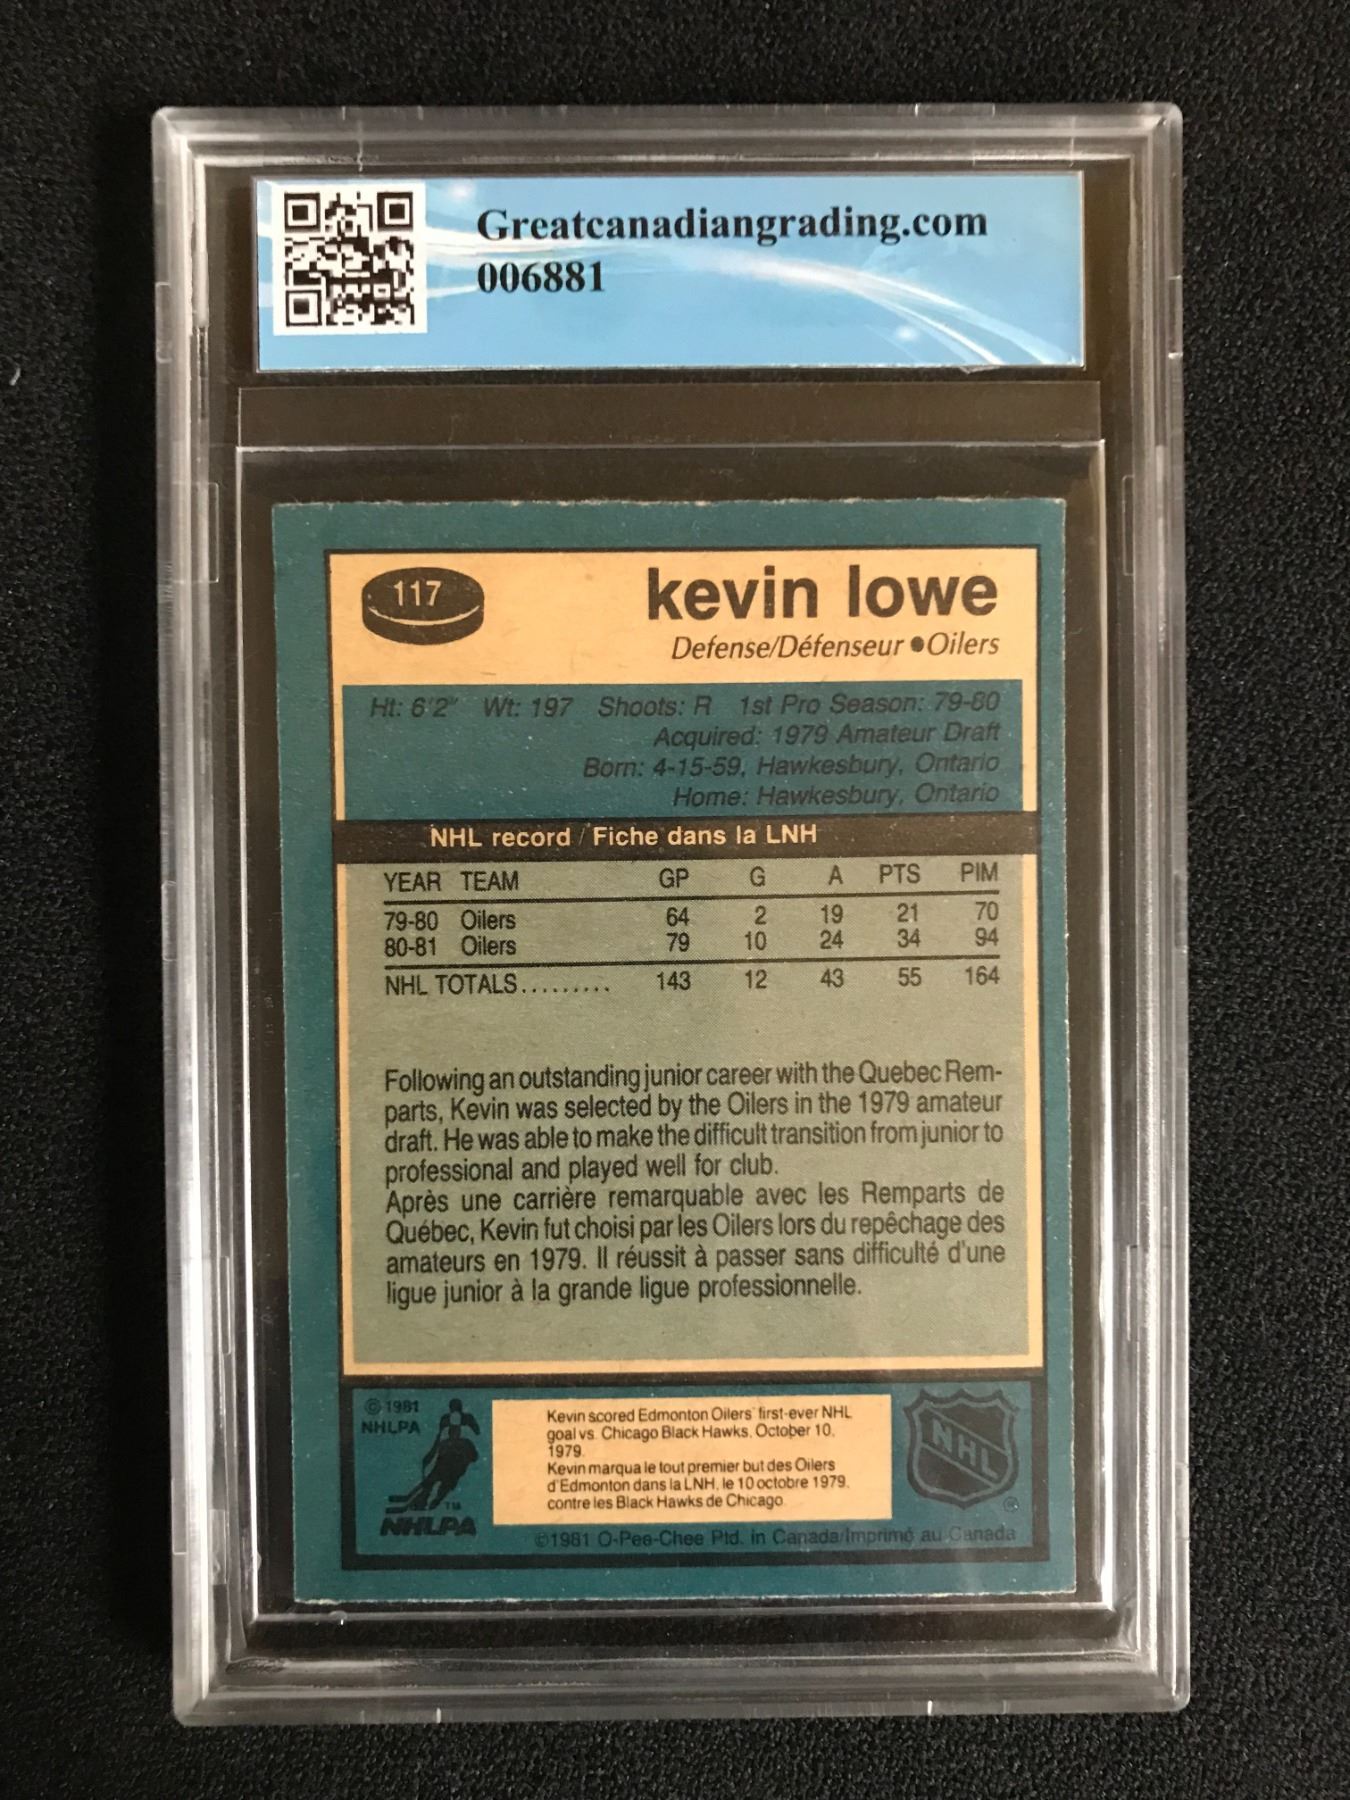 Greatcanadiangrading.com
006881
117
kevin lowe
Defense/Défenseur ● Oilers
Ht: 6'2" Wt: 197 Shoots: R 1st Pro Season: 79-80
Acquired: 1979 Amateur Draft
Born: 4-15-59, Hawkesbury, Ontario
Home: Hawkesbury, Ontario
NHL record / Fiche dans la LNH
YEAR TEAM GP G A PTS PIM
79-80 Oilers 64 2 19 21 70
80-81 Oilers 79 10 24 34 94
NHL TOTALS......... 143 12 43 55 164
Following an outstanding junior career with the Quebec Rem-
parts, Kevin was selected by the Oilers in the 1979 amateur
draft. He was able to make the difficult transition from junior to
professional and played well for club.
Après une carrière remarquable avec les Remparts de
Québec, Kevin fut choisi par les Oilers lors du repêchage des
amateurs en 1979. Il réussit à passer sans difficulté d'une
ligue junior à la grande ligue professionnelle.
© 1981
NHLPA
TM
NHLPA
Kevin scored Edmonton Oilers' first-ever NHL
goal vs. Chicago Black Hawks, October 10,
1979.
Kevin marqua le tout premier but des Oilers
d'Edmonton dans la LNH, le 10 octobre 1979,
contre les Black Hawks de Chicago.
NHL
®
©1981 O-Pee-Chee Ptd. in Canada/Imprimé au Canada